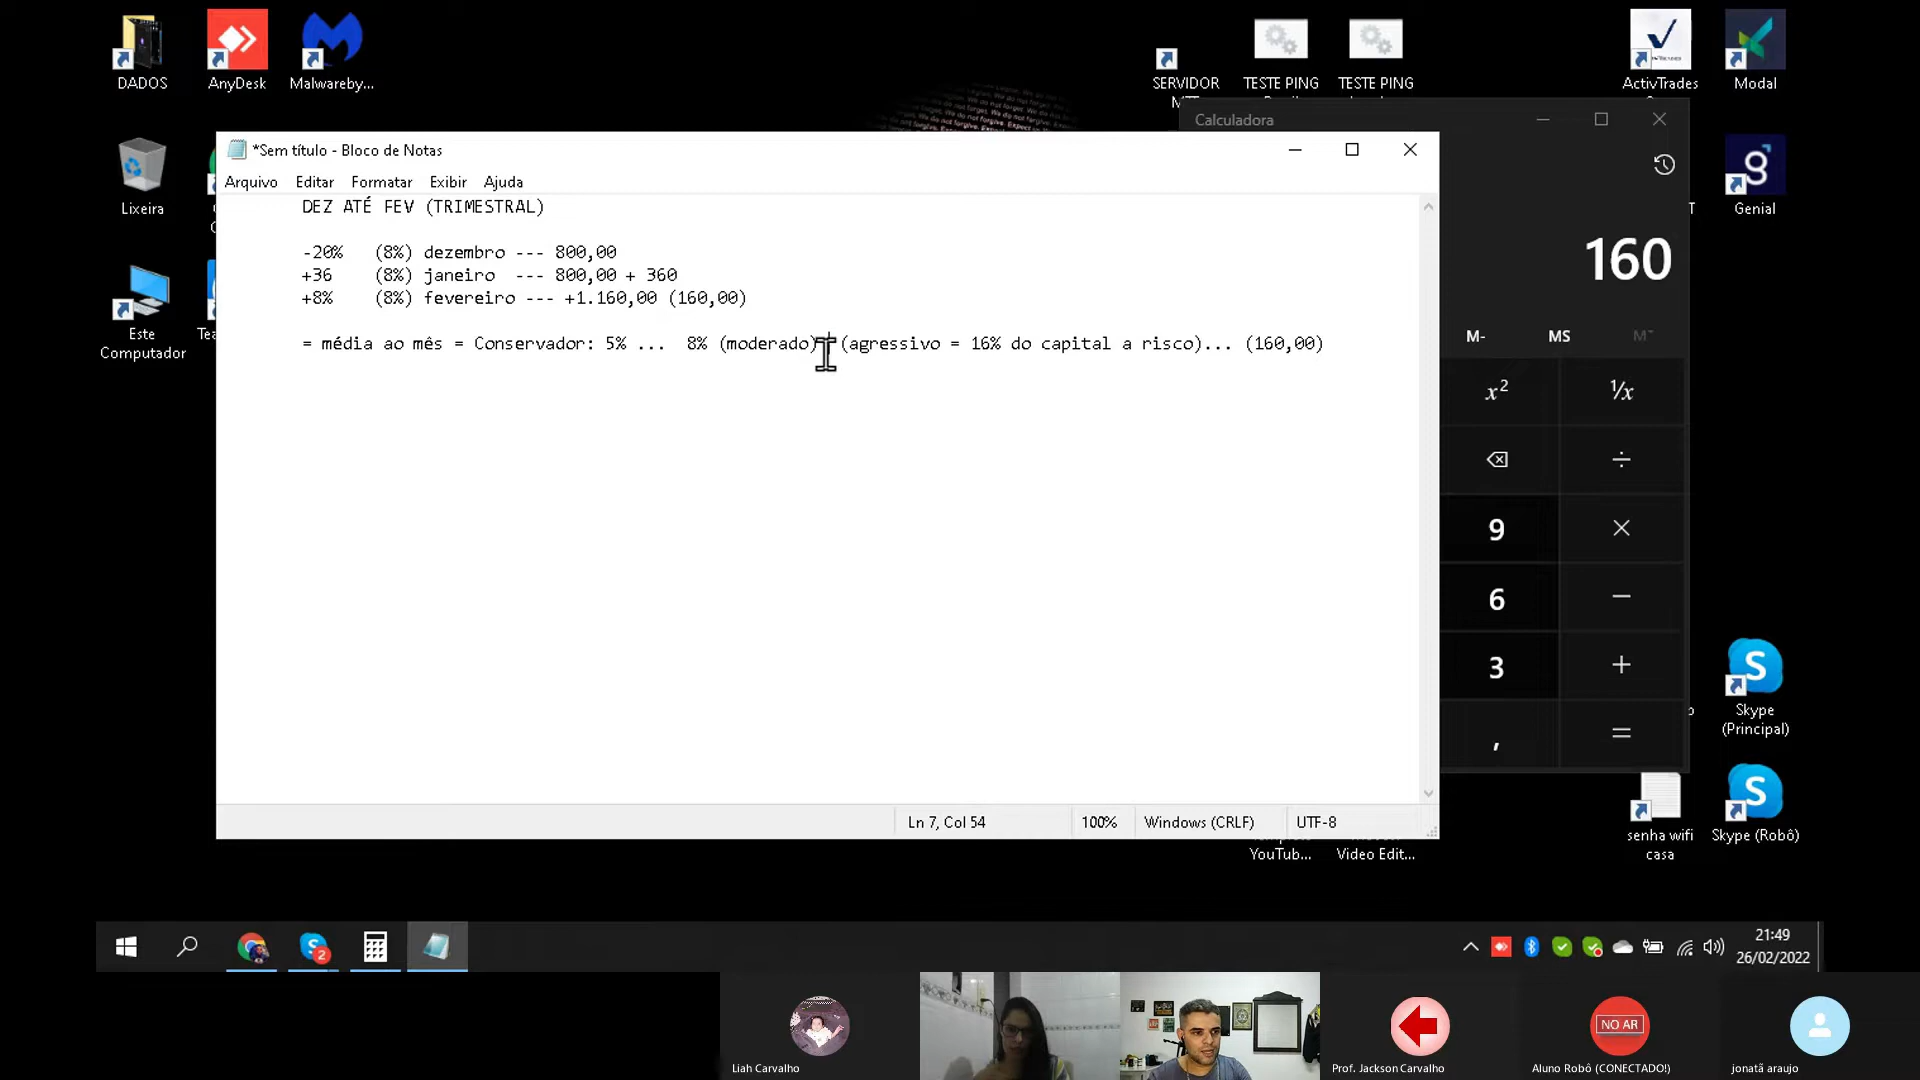 DADOS
AnyDesk
Malwareby...
SERVIDOR
TESTE PING
TESTE PING
ActivTrades
Modal
Calculadora
*Sem título - Bloco de Notas
Arquivo Editar Formatar Exibir Ajuda
Lixeira
Genial
DEZ ATÉ FEV (TRIMESTRAL)
-20% (8%) dezembro --- 800,00
+36 (8%) janeiro --- 800,00 + 360
+8% (8%) fevereiro --- +1.160,00 (160,00)
= média ao mês = Conservador: 5% ... 8% (moderado) (agressivo = 16% do capital a risco)... (160,00)
160
Este
Computador
M- MS
x² ¹/x
÷
9 ×
6 −
3 +
, =
Skype
(Principal)
Ln 7, Col 54 100% Windows (CRLF) UTF-8
senha wifi
casa
Skype (Robô)
YouTub...
Video Edit...
2
21:49
26/02/2022
NO AR
Liah Carvalho
Prof. Jackson Carvalho
Aluno Robô (CONECTADO!)
jonatã araujo